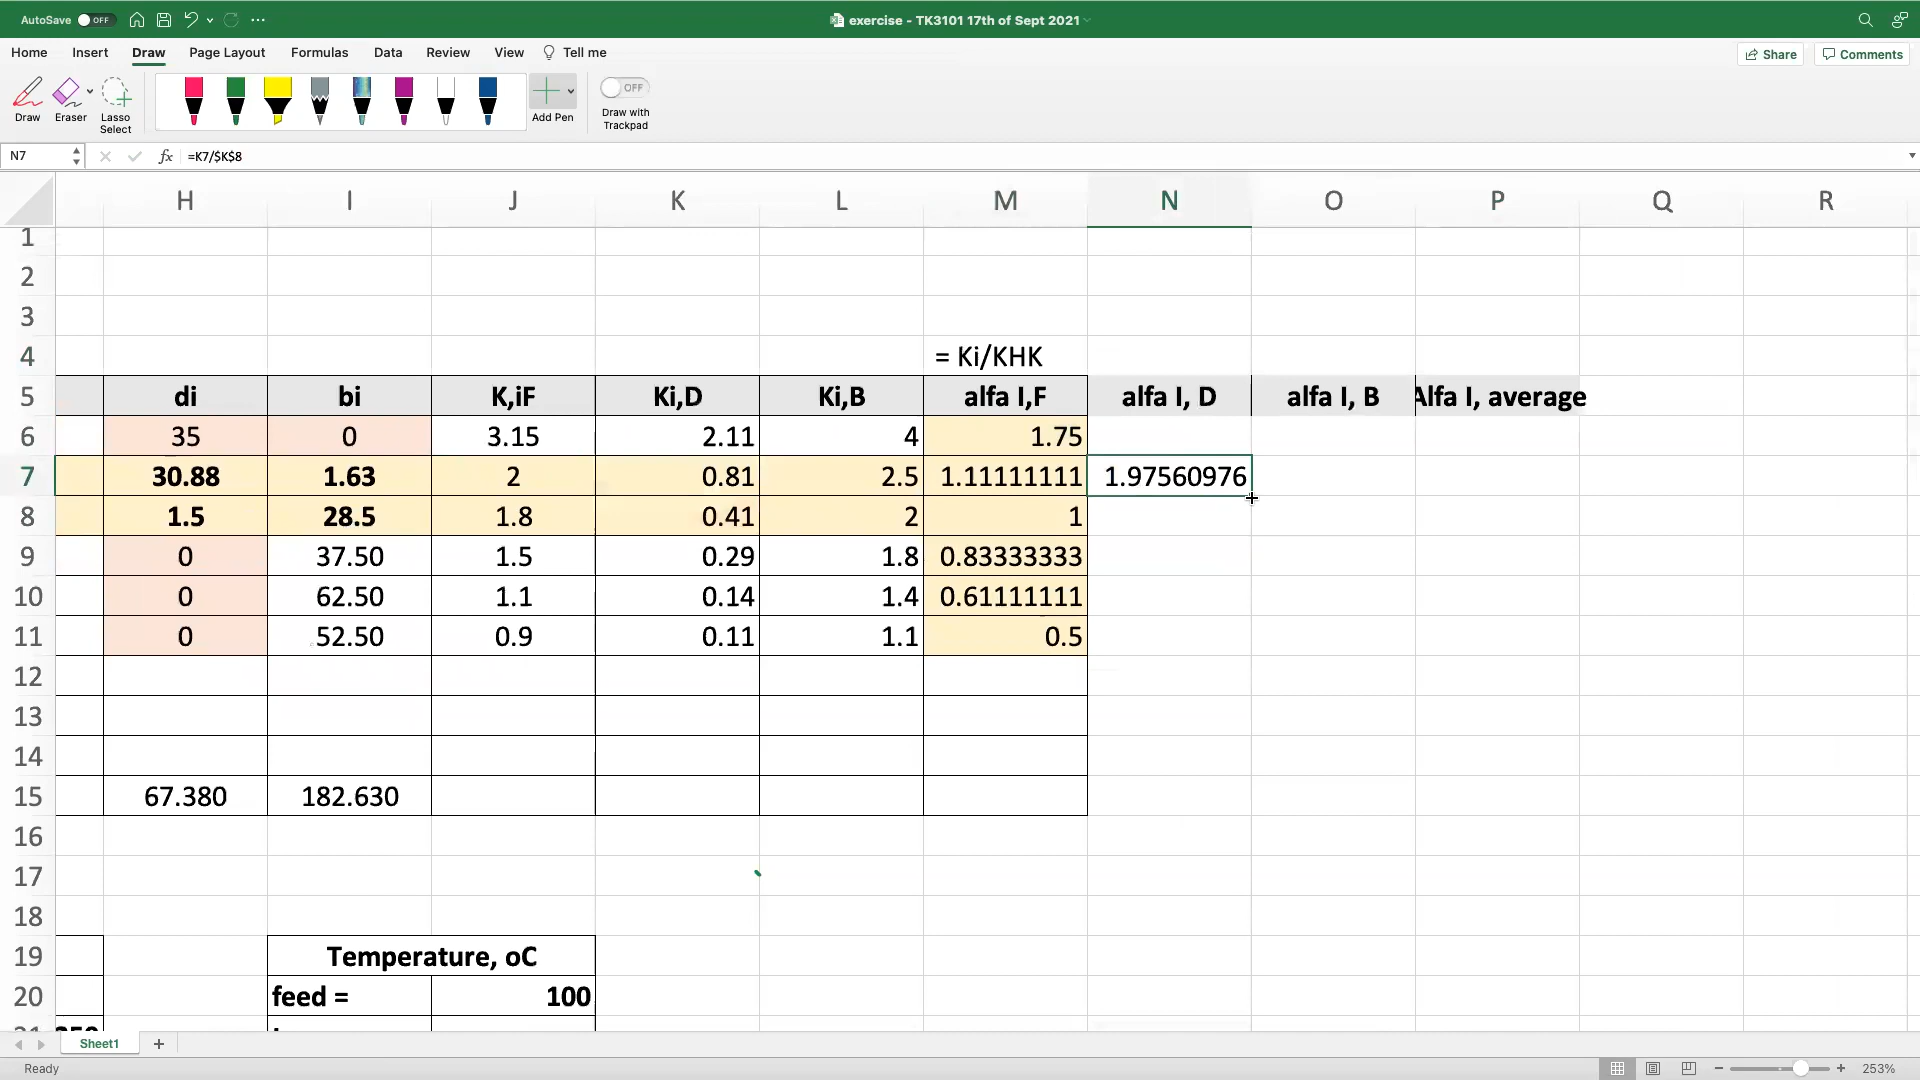 AutoSave OFF exercise - TK3101 17th of Sept 2021
Home Insert Draw Page Layout Formulas Data Review View Tell me Share Comments
Draw Eraser Lasso Select Add Pen OFF Draw with Trackpad
N7 fx =K7/$K$8
H I J K L M N O P Q R
1
2
3
4 = Ki/KHK
5 di bi K,iF Ki,D Ki,B alfa I,F alfa I, D alfa I, B Alfa I, average
6 35 0 3.15 2.11 4 1.75
7 30.88 1.63 2 0.81 2.5 1.11111111 1.97560976
8 1.5 28.5 1.8 0.41 2 1
9 0 37.50 1.5 0.29 1.8 0.83333333
10 0 62.50 1.1 0.14 1.4 0.61111111
11 0 52.50 0.9 0.11 1.1 0.5
12
13
14
15 67.380 182.630
16
17
18
19 Temperature, oC
20 feed = 100
Sheet1
Ready 253%